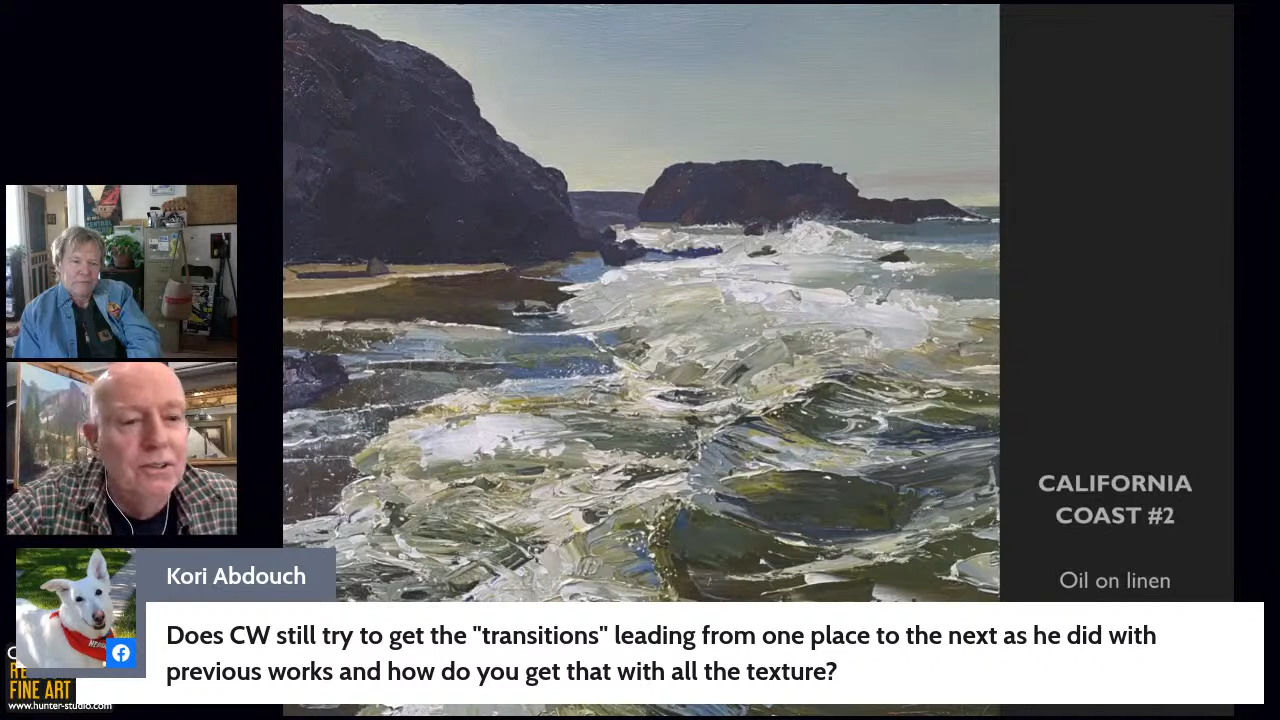 CALIFORNIA
COAST #2
Oil on linen
Kori Abdouch
Does CW still try to get the "transitions" leading from one place to the next as he did with
previous works and how do you get that with all the texture?
FINE ART
www.hunter-studio.com